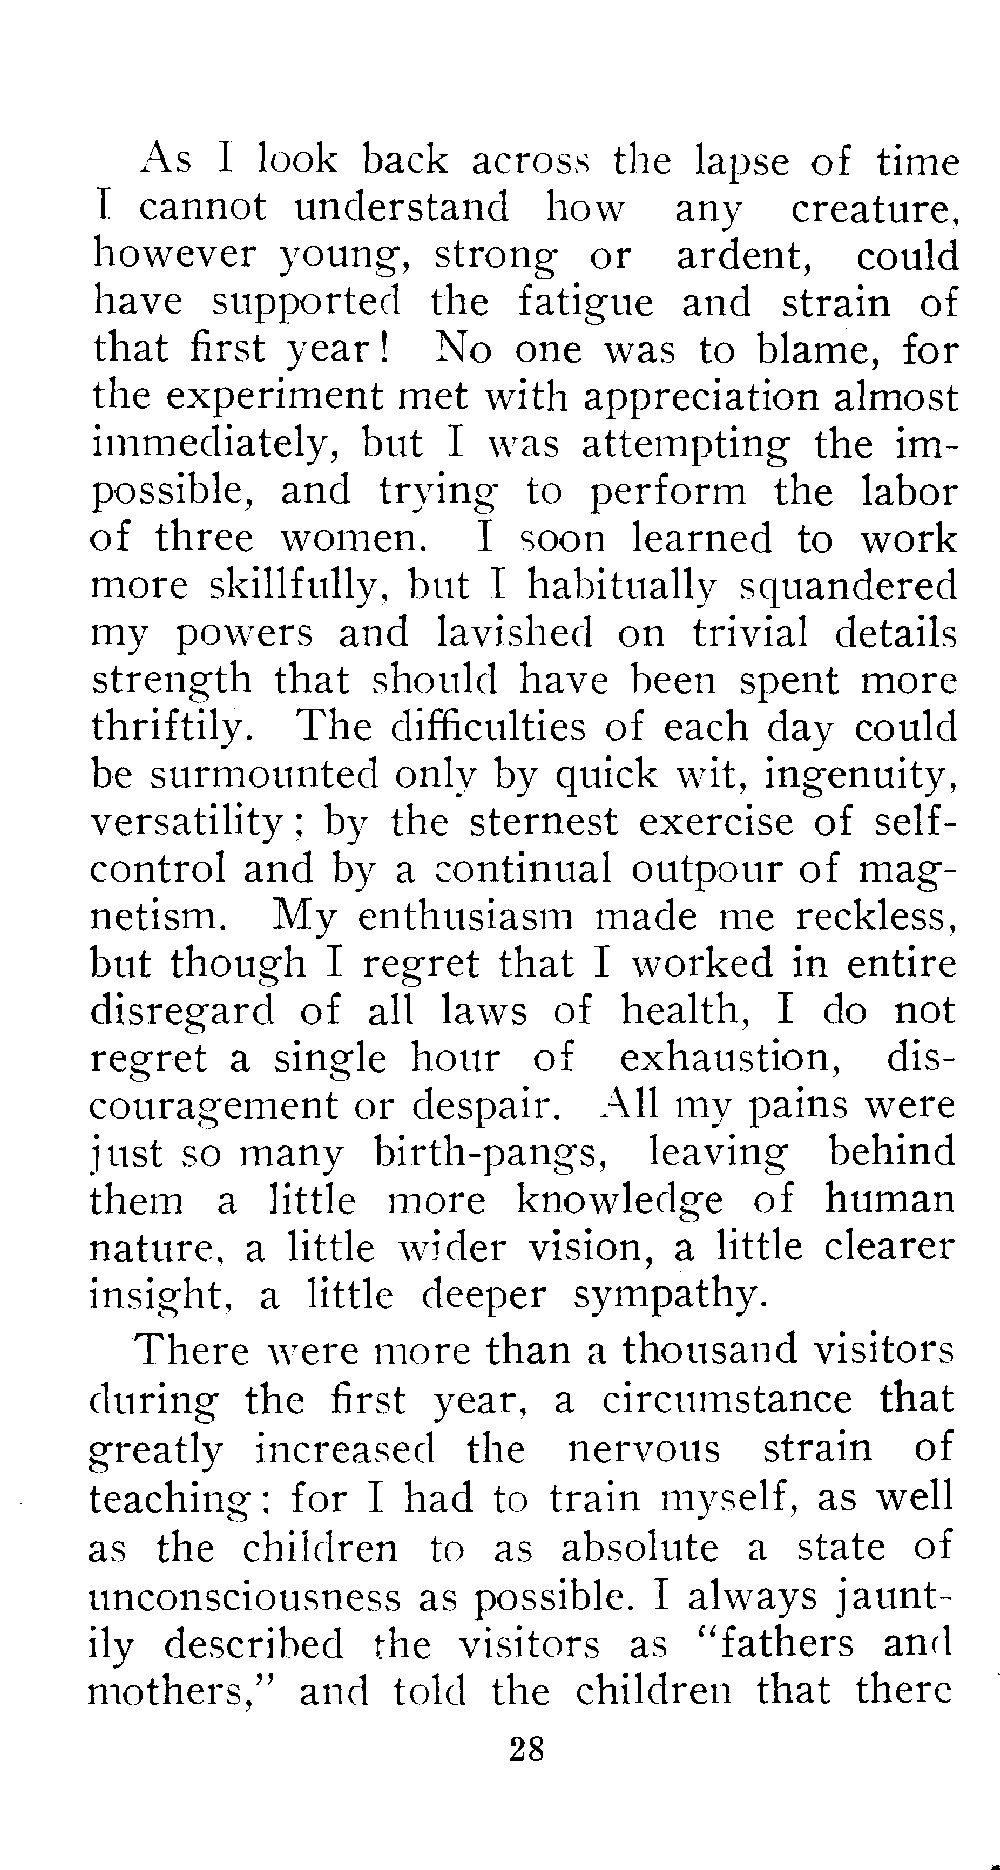 As I look back across the lapse of time
I cannot understand how any creature,
however young, strong or ardent, could
have supported the fatigue and strain of
that first year! No one was to blame, for
the experiment met with appreciation almost
immediately, but I was attempting the im-
possible, and trying to perform the labor
of three women. I soon learned to work
more skillfully, but I habitually squandered
my powers and lavished on trivial details
strength that should have been spent more
thriftily. The difficulties of each day could
be surmounted only by quick wit, ingenuity,
versatility; by the sternest exercise of self-
control and by a continual outpour of mag-
netism. My enthusiasm made me reckless,
but though I regret that I worked in entire
disregard of all laws of health, I do not
regret a single hour of exhaustion, dis-
couragement or despair. All my pains were
just so many birth-pangs, leaving behind
them a little more knowledge of human
nature, a little wider vision, a little clearer
insight, a little deeper sympathy.
There were more than a thousand visitors
during the first year, a circumstance that
greatly increased the nervous strain of
teaching; for I had to train myself, as well
as the children to as absolute a state of
unconsciousness as possible. I always jaunt-
ily described the visitors as “fathers and
mothers,” and told the children that there
28